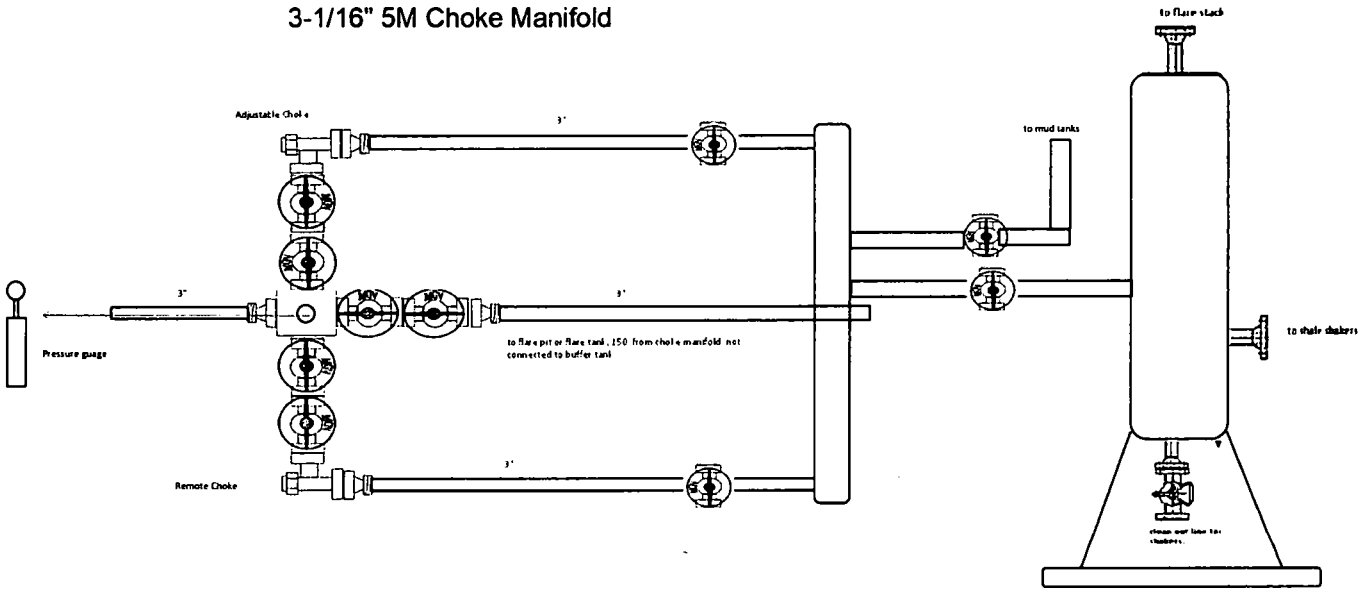 3-1/16" 5M Choke Manifold
to flare stack
Adjustable Choke
3"
to mud tanks
3"
3"
to flare pit or flare tank, 150 from choke manifold not
connected to buffer tank
Pressure guage
to shale shakers
3"
Remote Choke
clean out line to
shakers.